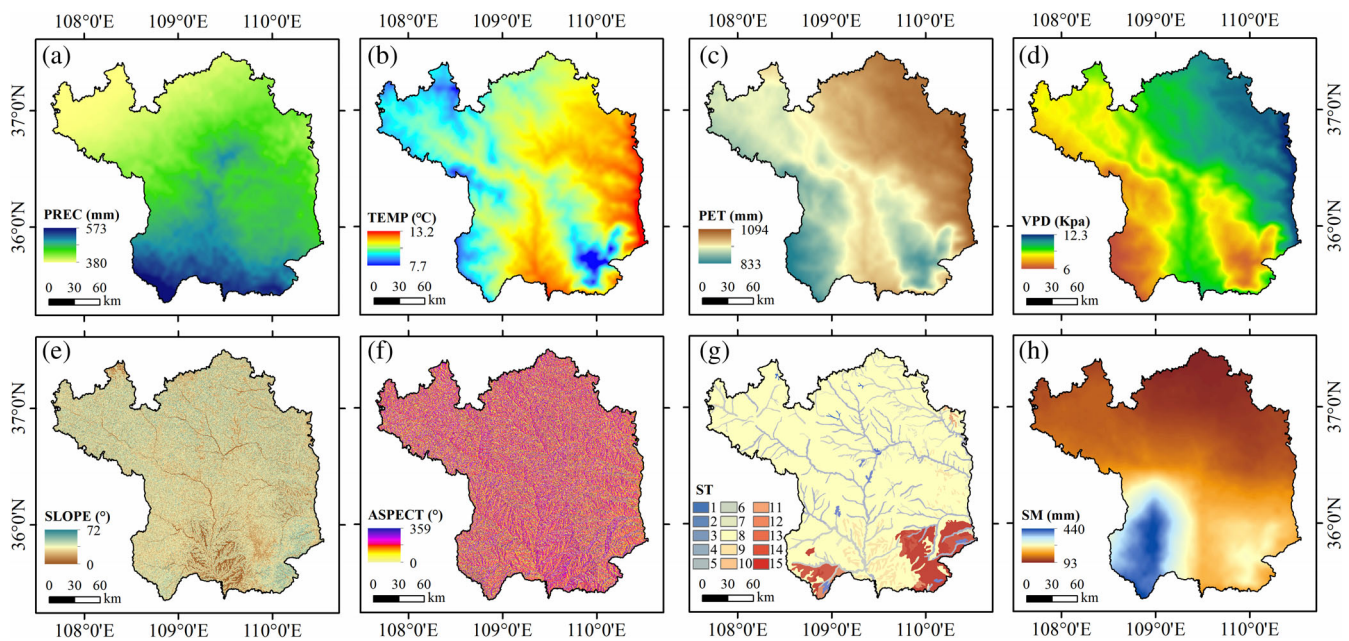 108°0'E 109°0'E 110°0'E 108°0'E 109°0'E 110°0'E 108°0'E 109°0'E 110°0'E 108°0'E 109°0'E 110°0'E
(a) (b) (c) (d)
37°0'N 37°0'N
36°0'N 36°0'N
PREC (mm)
573
380
0 30 60
km
TEMP (°C)
13.2
7.7
0 30 60
km
PET (mm)
1094
833
0 30 60
km
VPD (Kpa)
12.3
6
0 30 60
km
(e) (f) (g) (h)
37°0'N 37°0'N
36°0'N 36°0'N
SLOPE (°)
72
0
0 30 60
km
ASPECT (°)
359
0
0 30 60
km
ST
1 6 11
2 7 12
3 8 13
4 9 14
5 10 15
0 30 60
km
SM (mm)
440
93
0 30 60
km
108°0'E 109°0'E 110°0'E 108°0'E 109°0'E 110°0'E 108°0'E 109°0'E 110°0'E 108°0'E 109°0'E 110°0'E